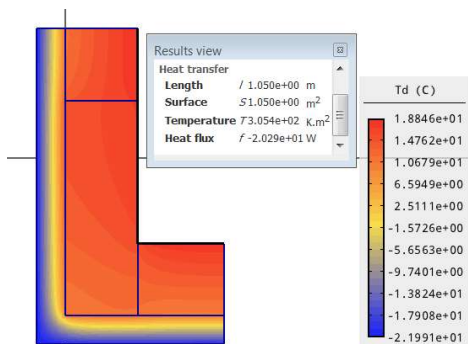 Results view
Heat transfer
Length l 1.050e+00 m
Surface S 1.050e+00 m²
Temperature T 3.054e+02 K.m²
Heat flux f -2.029e+01 W
Td (C)
1.8846e+01
1.4762e+01
1.0679e+01
6.5949e+00
2.5111e+00
-1.5726e+00
-5.6563e+00
-9.7401e+00
-1.3824e+01
-1.7908e+01
-2.1991e+01